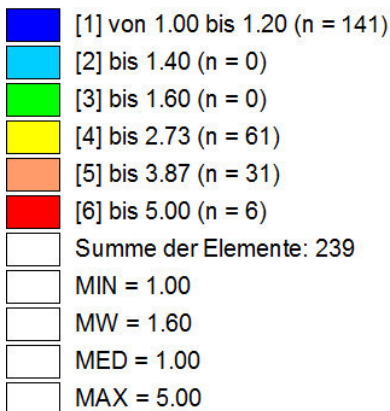 [1] von 1.00 bis 1.20 (n = 141)
[2] bis 1.40 (n = 0)
[3] bis 1.60 (n = 0)
[4] bis 2.73 (n = 61)
[5] bis 3.87 (n = 31)
[6] bis 5.00 (n = 6)
Summe der Elemente: 239
MIN = 1.00
MW = 1.60
MED = 1.00
MAX = 5.00